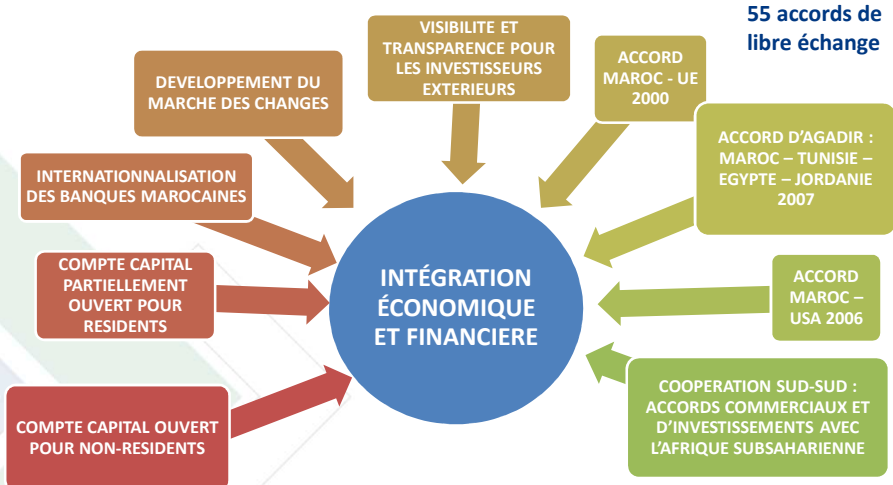 55 accords de
libre échange
VISIBILITE ET
TRANSPARENCE POUR
LES INVESTISSEURS
EXTERIEURS
ACCORD
MAROC - UE
2000
DEVELOPPEMENT DU
MARCHE DES CHANGES
ACCORD D'AGADIR :
MAROC – TUNISIE –
EGYPTE – JORDANIE
2007
INTERNATIONNALISATION
DES BANQUES MAROCAINES
COMPTE CAPITAL
PARTIELLEMENT
OUVERT POUR
RESIDENTS
INTÉGRATION
ÉCONOMIQUE
ET FINANCIERE
ACCORD
MAROC –
USA 2006
COOPERATION SUD-SUD :
ACCORDS COMMERCIAUX ET
D'INVESTISSEMENTS AVEC
L'AFRIQUE SUBSAHARIENNE
COMPTE CAPITAL OUVERT
POUR NON-RESIDENTS